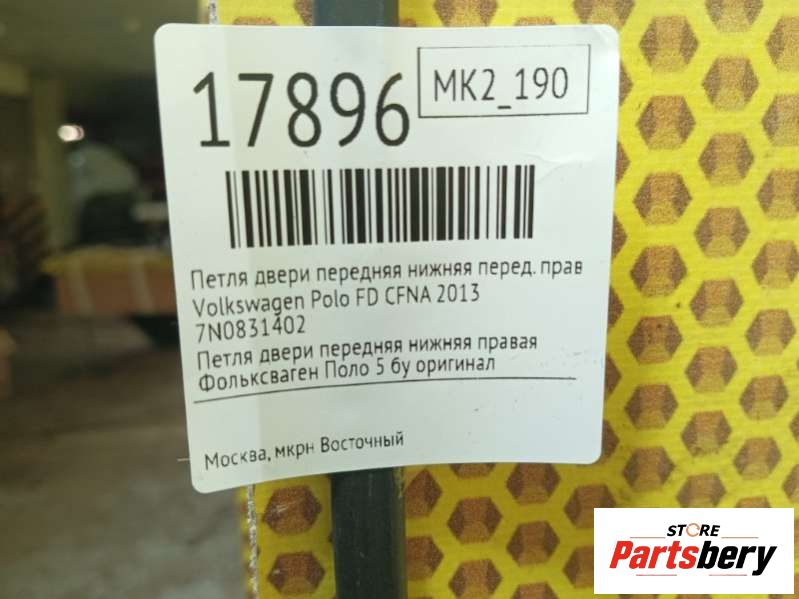 17896
MK2_190
Петля двери передняя нижняя перед. прав
Volkswagen Polo FD CFNA 2013
7N0831402
Петля двери передняя нижняя правая
Фольксваген Поло 5 бу оригинал
Москва, мкрн Восточный
STORE
Partsbery